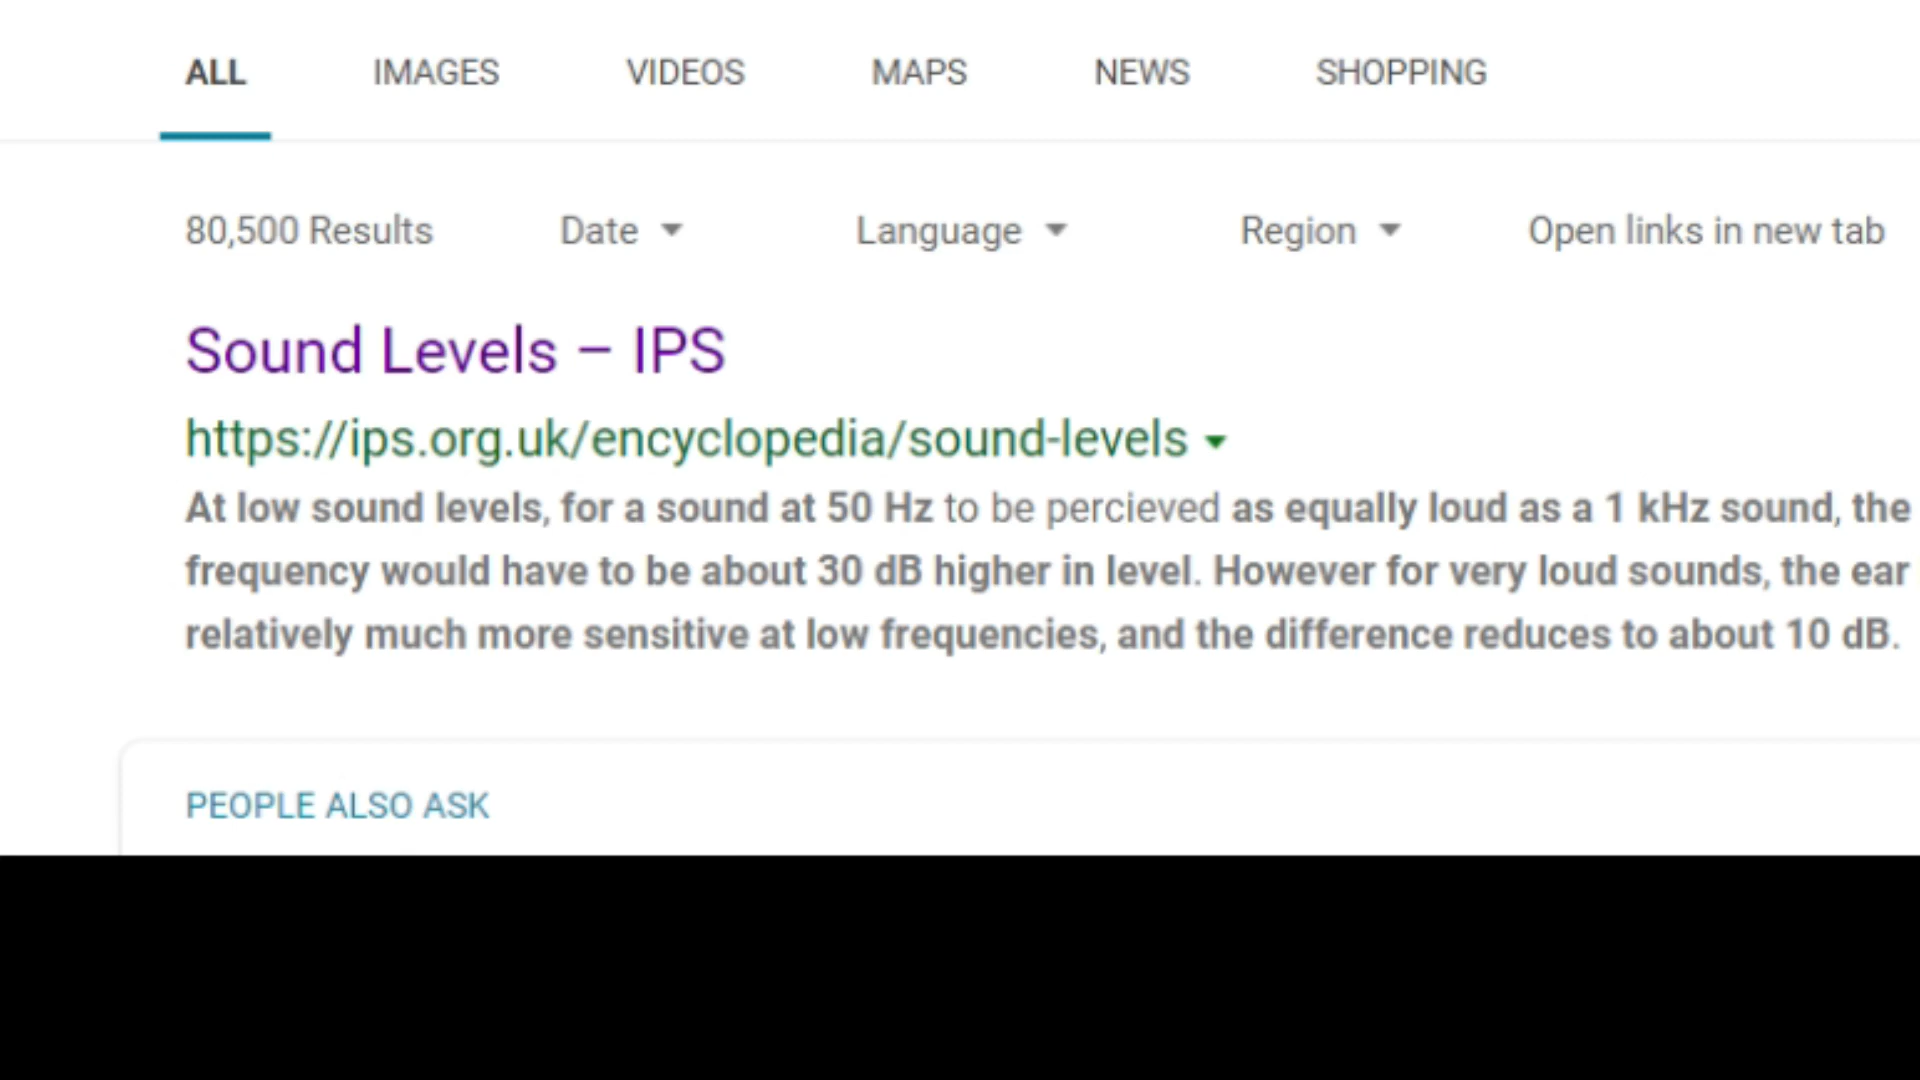 ALL IMAGES VIDEOS MAPS NEWS SHOPPING
80,500 Results Date Language Region Open links in new tab
Sound Levels – IPS
https://ips.org.uk/encyclopedia/sound-levels
At low sound levels, for a sound at 50 Hz to be percieved as equally loud as a 1 kHz sound, the
frequency would have to be about 30 dB higher in level. However for very loud sounds, the ear
relatively much more sensitive at low frequencies, and the difference reduces to about 10 dB.
PEOPLE ALSO ASK